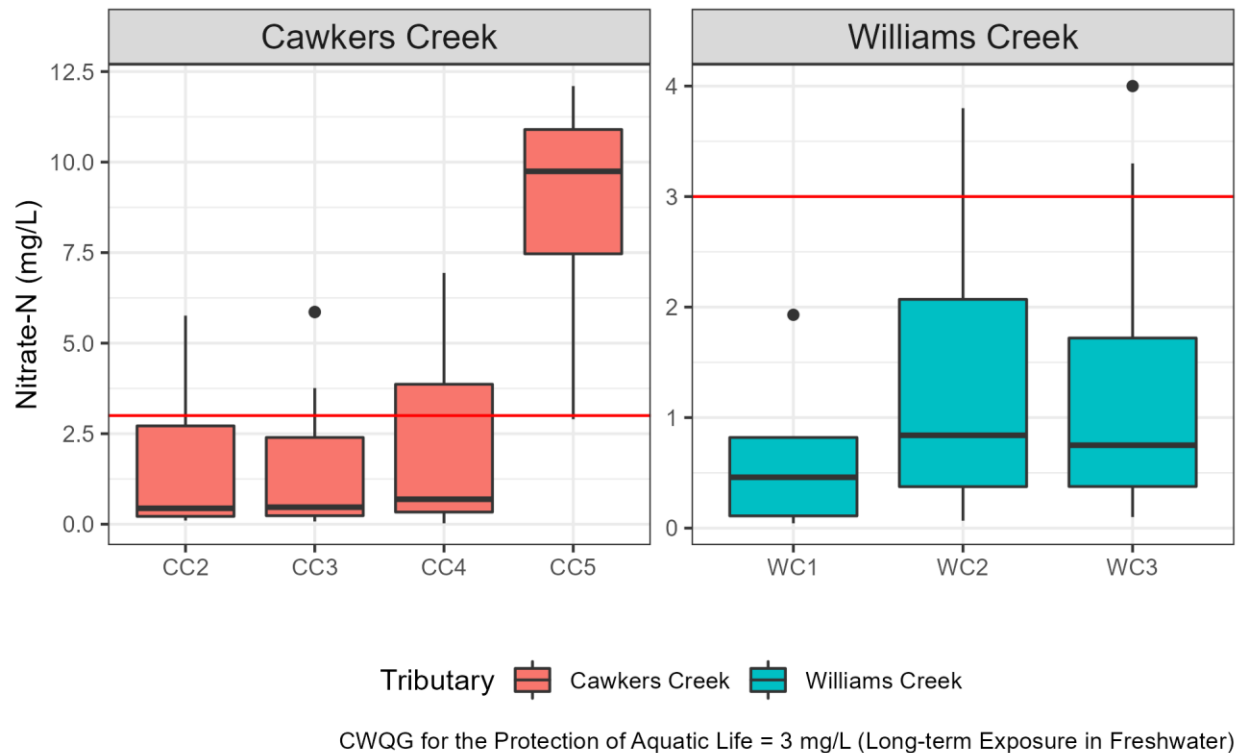 Cawkers Creek
Williams Creek
Nitrate-N (mg/L)
12.5
10.0
7.5
5.0
2.5
0.0
4
3
2
1
0
CC2 CC3 CC4 CC5
WC1 WC2 WC3
Tributary Cawkers Creek Williams Creek
CWQG for the Protection of Aquatic Life = 3 mg/L (Long-term Exposure in Freshwater)